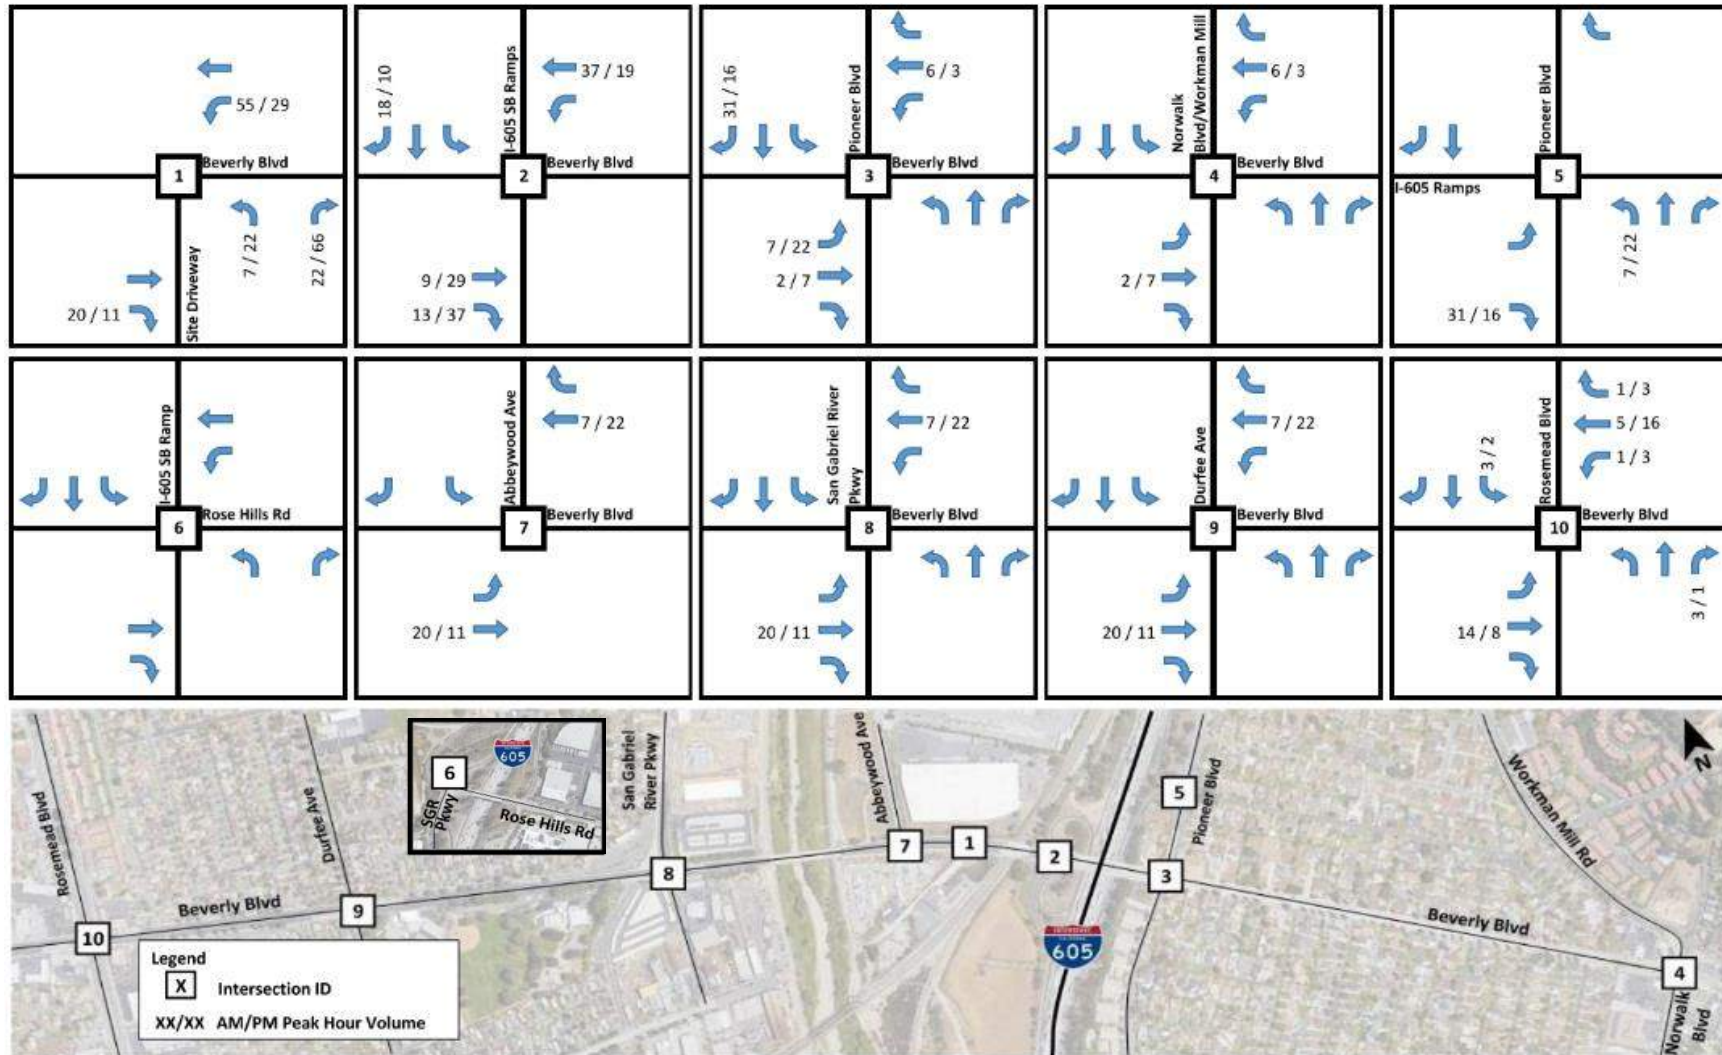 55 / 29
Beverly Blvd
1
Site Driveway
7 / 22
22 / 66
20 / 11
18 / 10
I-605 SB Ramps
37 / 19
Beverly Blvd
2
9 / 29
13 / 37
31 / 16
Pioneer Blvd
6 / 3
Beverly Blvd
3
7 / 22
2 / 7
Norwalk
Blvd/Workman Mill
6 / 3
Beverly Blvd
4
2 / 7
Pioneer Blvd
5
I-605 Ramps
7 / 22
31 / 16
I-605 SB Ramp
6
Rose Hills Rd
Abbeywood Ave
7 / 22
7
Beverly Blvd
20 / 11
San Gabriel River
Pkwy
7 / 22
8
Beverly Blvd
20 / 11
Durfee Ave
7 / 22
9
Beverly Blvd
20 / 11
3 / 2
Rosemead Blvd
1 / 3
5 / 16
1 / 3
10
Beverly Blvd
14 / 8
3 / 1
Rosemead Blvd
Durfee Ave
6
605
SGR
Pkwy
Rose Hills Rd
San Gabriel
River Pkwy
Abbeywood Ave
5
Pioneer Blvd
Workman Mill Rd
N
7
1
2
3
8
9
10
Beverly Blvd
Beverly Blvd
605
4
Norwalk
Blvd
Legend
X Intersection ID
XX/XX AM/PM Peak Hour Volume